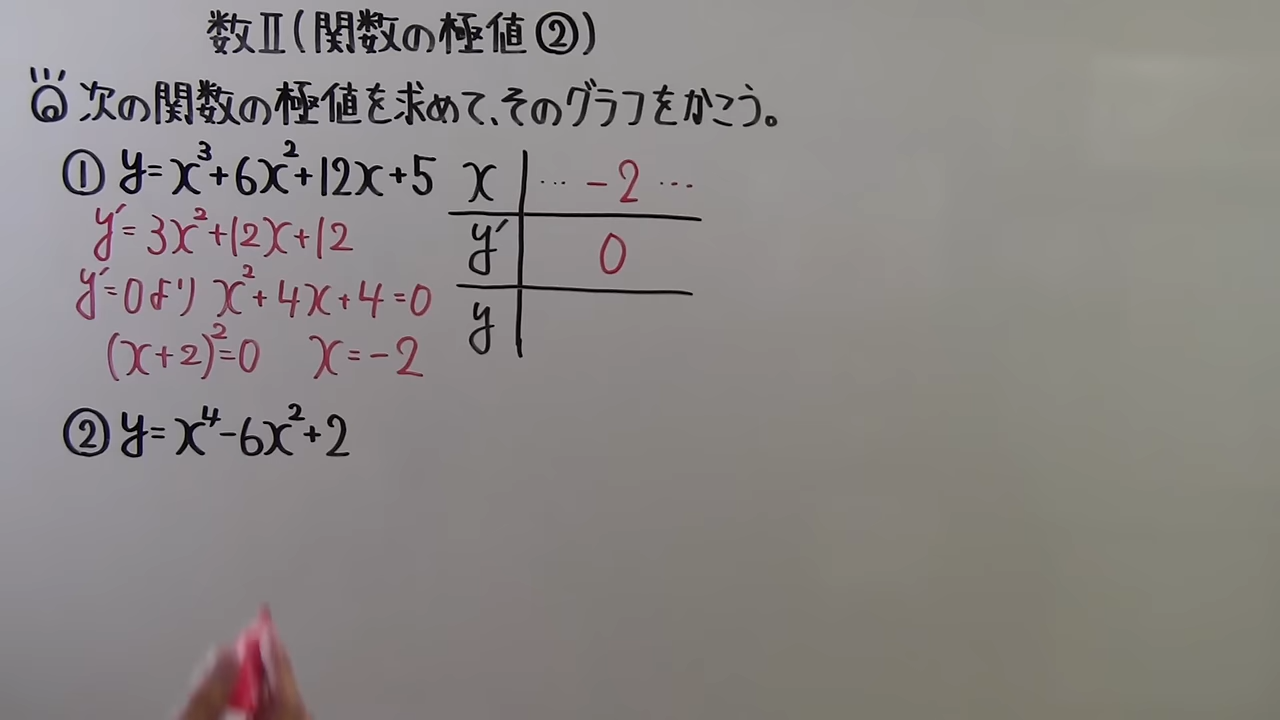 数Ⅱ(関数の極値②)
Q 次の関数の極値を求めて、そのグラフをかこう。
① y=x³+6x²+12x+5
y′=3x²+12x+12
y′=0より x²+4x+4=0
(x+2)²=0 x=-2
x … -2 …
y′ 0
y
② y=x⁴-6x²+2